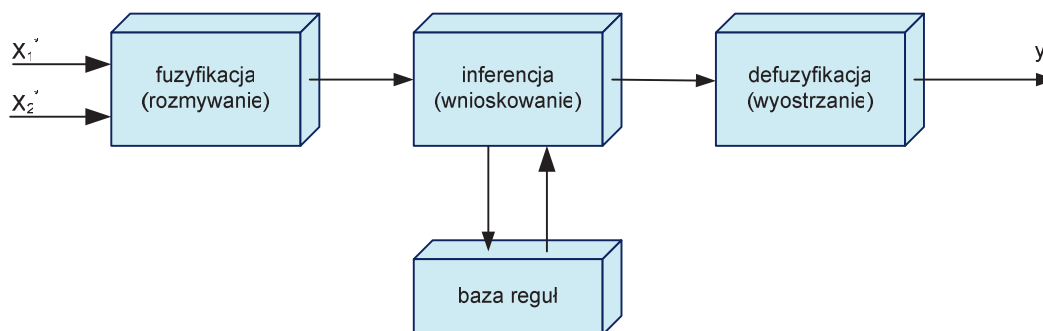 X₁*
X₂*
fuzyfikacja
(rozmywanie)
inferencja
(wnioskowanie)
defuzyfikacja
(wyostrzanie)
y
baza reguł